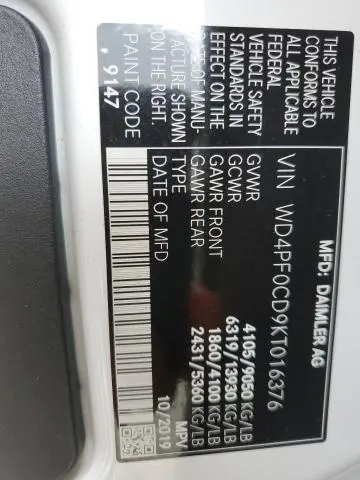 MFD: DAIMLER AG
VIN WD4PF0CD9KT016376
GVWR 4105/9050 KG/LB
GCWR 6319/13930 KG/LB
GAWR FRONT 1860/4100 KG/LB
GAWR REAR 2431/5360 KG/LB
TYPE MPV
DATE OF MFD 10/2019
THIS VEHICLE
CONFORMS TO
ALL APPLICABLE
FEDERAL
VEHICLE SAFETY
STANDARDS IN
EFFECT ON THE
DATE OF MANU-
FACTURE SHOWN
ON THE RIGHT.
PAINT CODE
, 9147